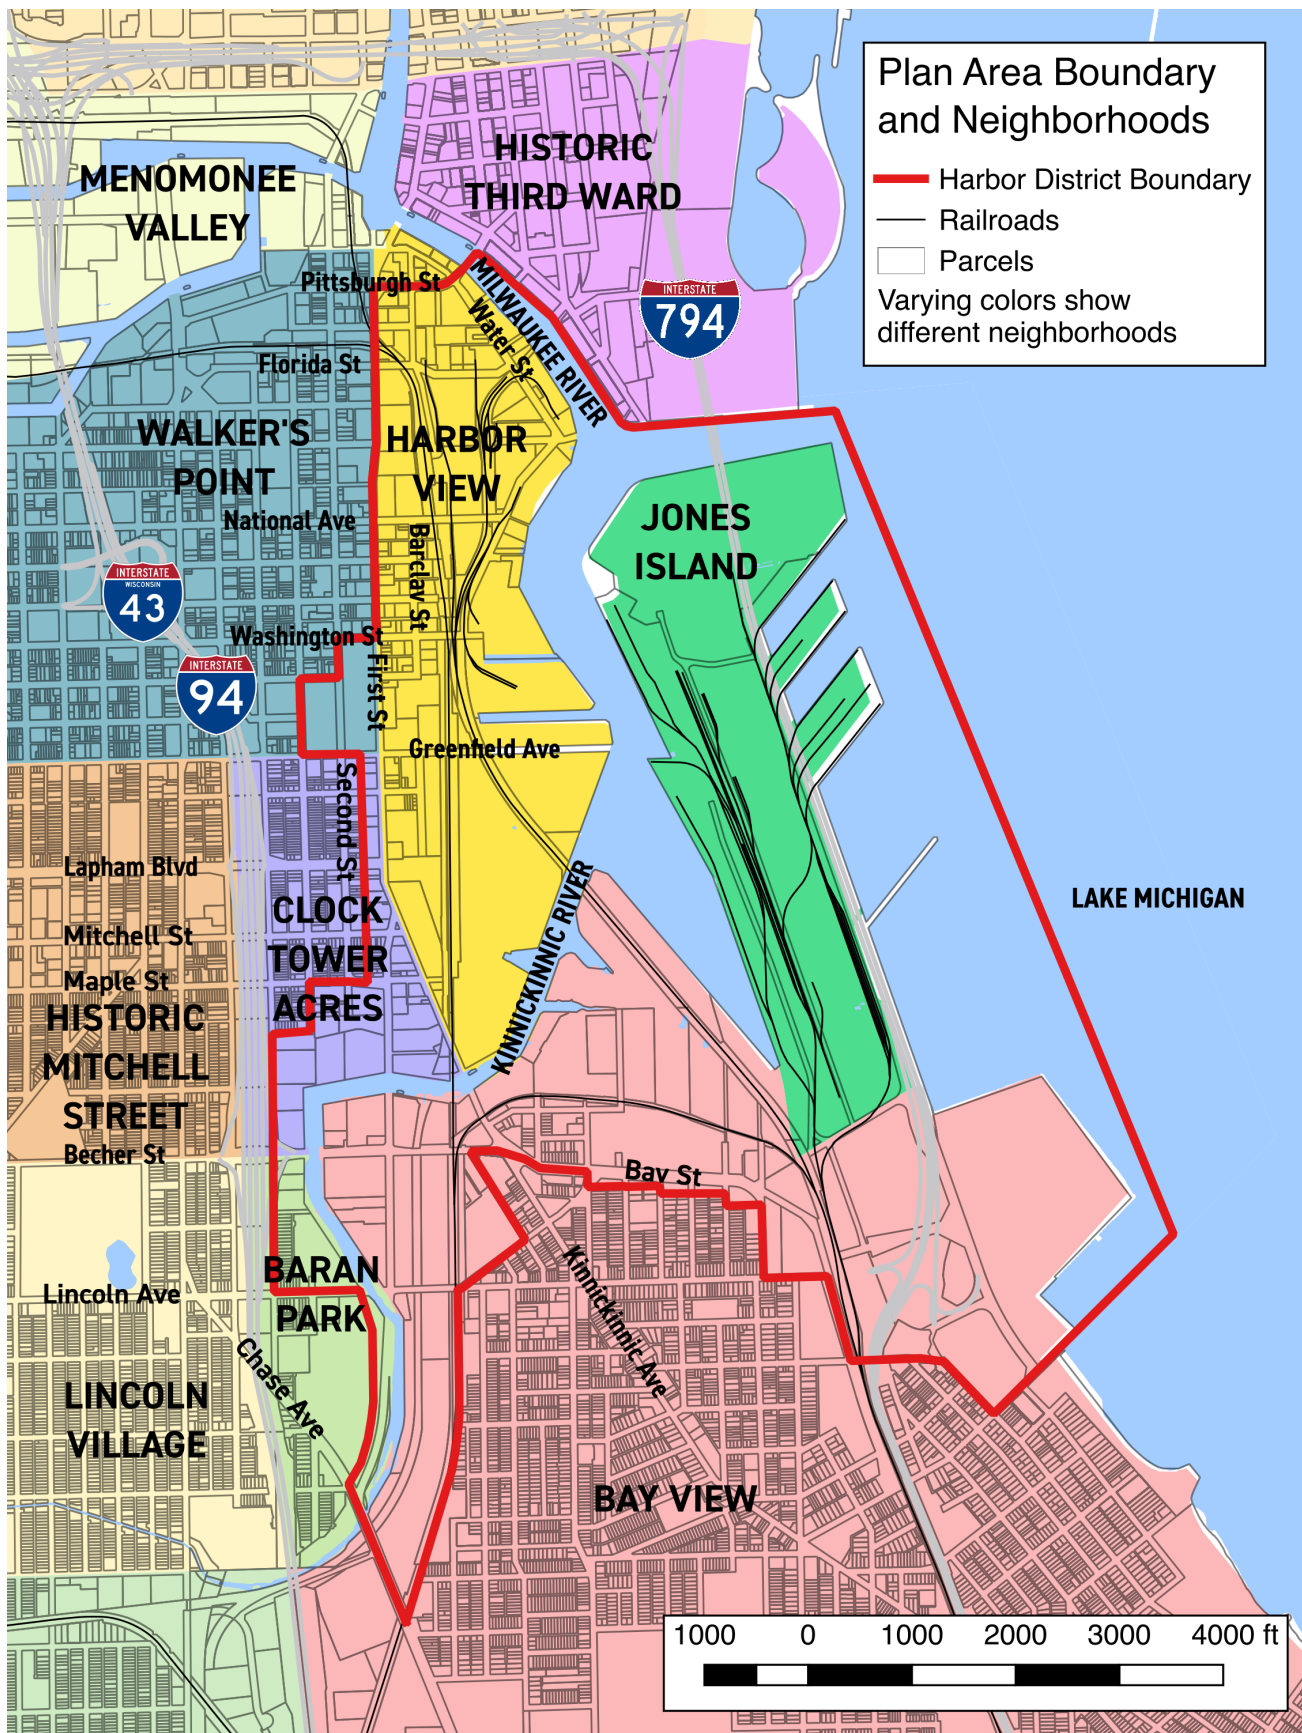 Plan Area Boundary
and Neighborhoods
Harbor District Boundary
Railroads
Parcels
Varying colors show
different neighborhoods
HISTORIC
THIRD WARD
MENOMONEE
VALLEY
Pittsburgh St
MILWAUKEE RIVER
Water St
INTERSTATE
794
Florida St
WALKER'S
POINT
HARBOR
VIEW
National Ave
JONES
ISLAND
Barclay St
INTERSTATE
WISCONSIN
43
Washington St
INTERSTATE
94
First St
Greenfield Ave
Second St
Lapham Blvd
KINNICKINNIC RIVER
LAKE MICHIGAN
CLOCK
TOWER
ACRES
Mitchell St
Maple St
HISTORIC
MITCHELL
STREET
Becher St
Bay St
BARAN
PARK
Lincoln Ave
Kinnickinnic Ave
Chase Ave
LINCOLN
VILLAGE
BAY VIEW
1000 0 1000 2000 3000 4000 ft